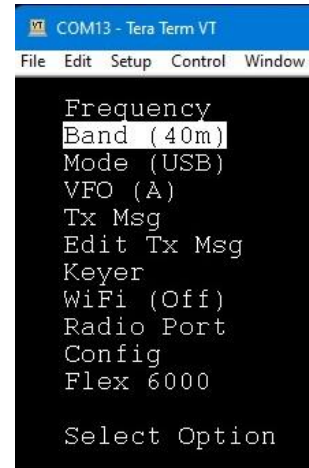 COM13 - Tera Term VT
File Edit Setup Control Window
Frequency
Band (40m)
Mode (USB)
VFO (A)
Tx Msg
Edit Tx Msg
Keyer
WiFi (Off)
Radio Port
Config
Flex 6000
Select Option